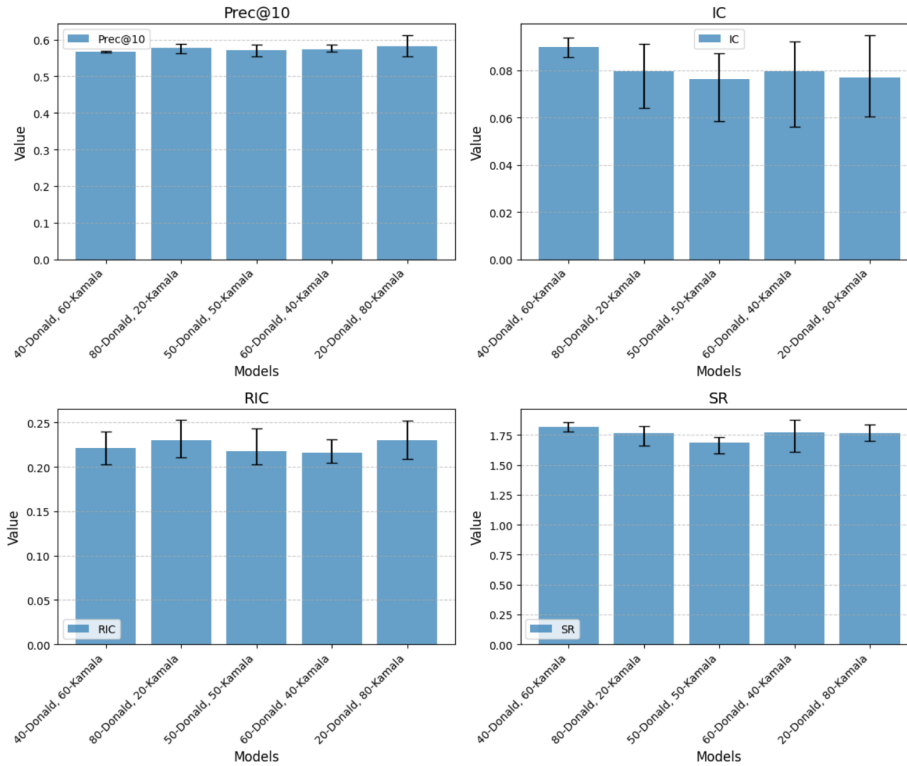 Prec@10
Prec@10
Value
0.6
0.5
0.4
0.3
0.2
0.1
0.0
40-Donald, 60-Kamala
80-Donald, 20-Kamala
50-Donald, 50-Kamala
60-Donald, 40-Kamala
20-Donald, 80-Kamala
Models
IC
IC
Value
0.08
0.06
0.04
0.02
0.00
40-Donald, 60-Kamala
80-Donald, 20-Kamala
50-Donald, 50-Kamala
60-Donald, 40-Kamala
20-Donald, 80-Kamala
Models
RIC
Value
0.25
0.20
0.15
0.10
0.05
0.00
RIC
40-Donald, 60-Kamala
80-Donald, 20-Kamala
50-Donald, 50-Kamala
60-Donald, 40-Kamala
20-Donald, 80-Kamala
Models
SR
Value
1.75
1.50
1.25
1.00
0.75
0.50
0.25
0.00
SR
40-Donald, 60-Kamala
80-Donald, 20-Kamala
50-Donald, 50-Kamala
60-Donald, 40-Kamala
20-Donald, 80-Kamala
Models